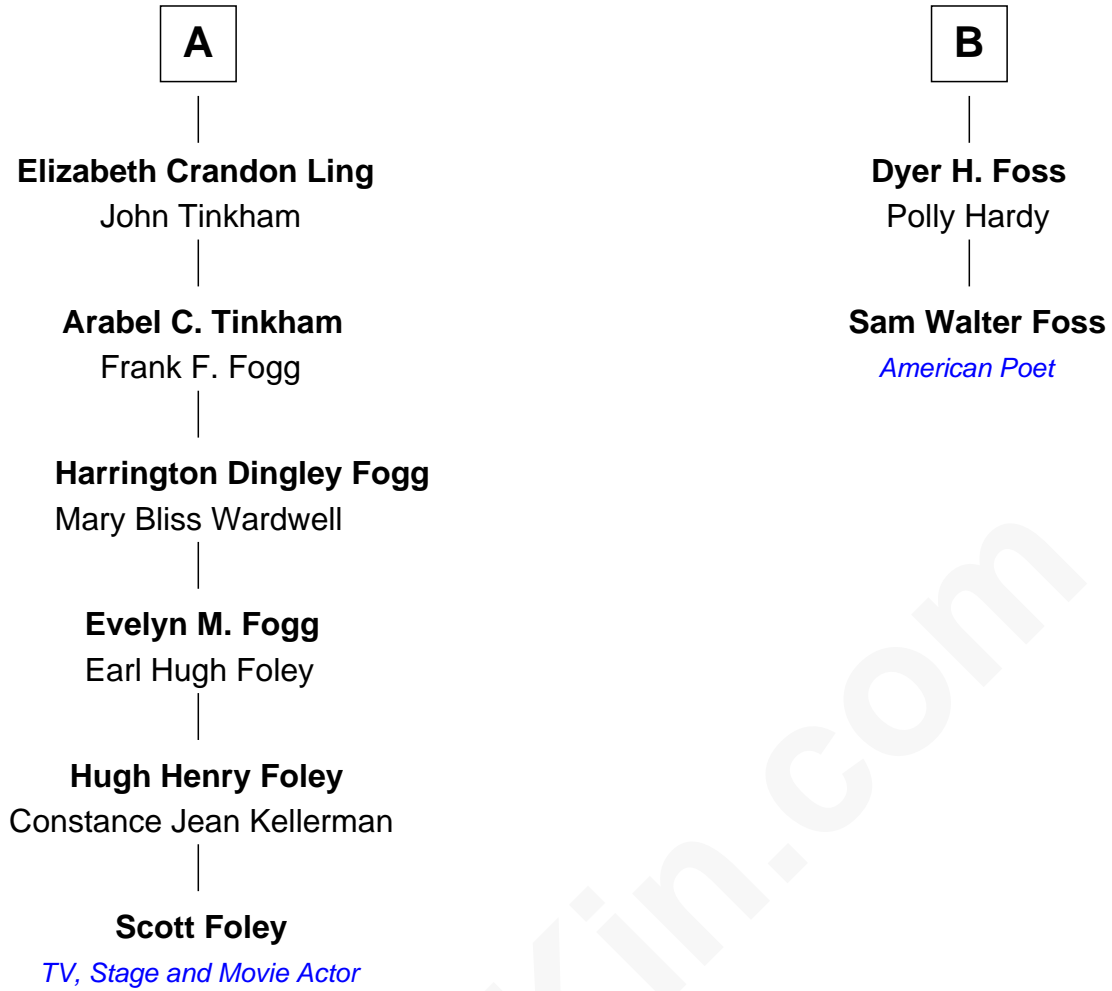 A
Elizabeth Crandon Ling
John Tinkham
Arabel C. Tinkham
Frank F. Fogg
Harrington Dingley Fogg
Mary Bliss Wardwell
Evelyn M. Fogg
Earl Hugh Foley
Hugh Henry Foley
Constance Jean Kellerman
Scott Foley
TV, Stage and Movie Actor
B
Dyer H. Foss
Polly Hardy
Sam Walter Foss
American Poet
Kin.com